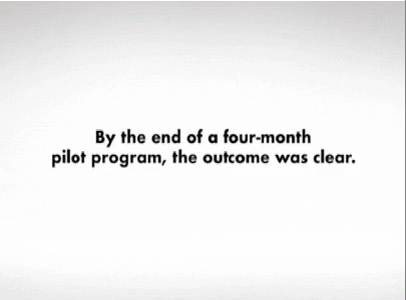 By the end of a four-month
pilot program, the outcome was clear.